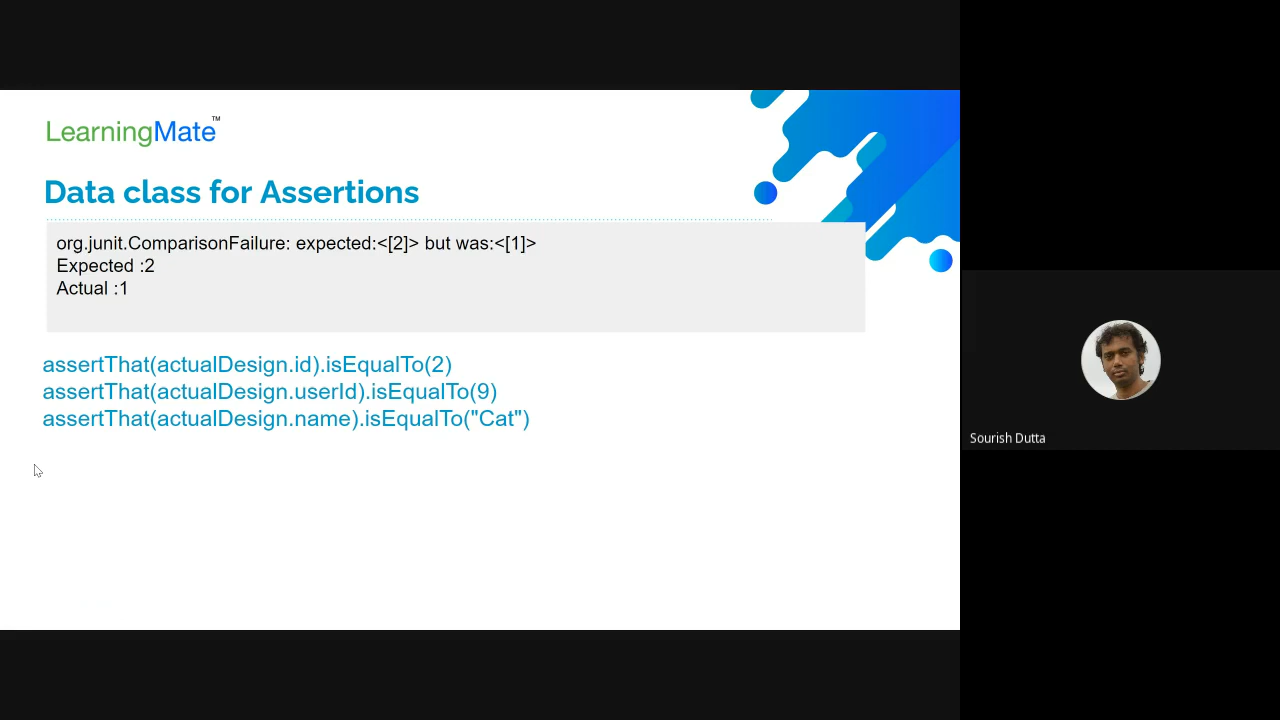 LearningMate™
Data class for Assertions
org.junit.ComparisonFailure: expected:<[2]> but was:<[1]>
Expected :2
Actual :1
assertThat(actualDesign.id).isEqualTo(2)
assertThat(actualDesign.userId).isEqualTo(9)
assertThat(actualDesign.name).isEqualTo("Cat")
Sourish Dutta